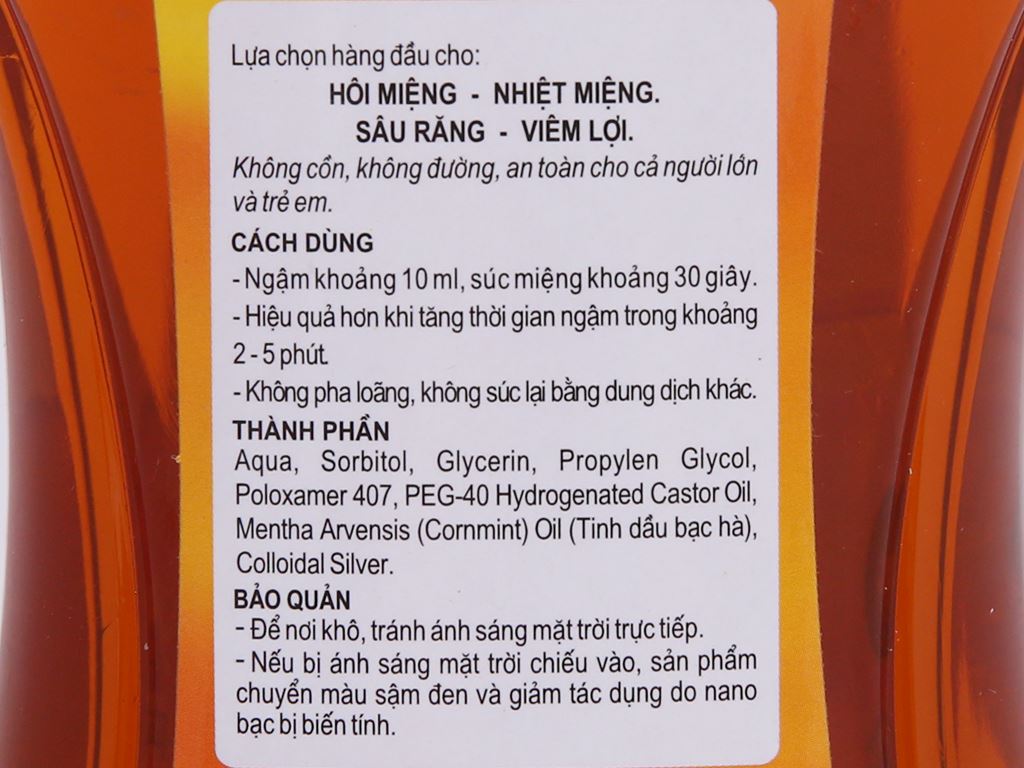 Lựa chọn hàng đầu cho:
HÔI MIỆNG - NHIỆT MIỆNG.
SÂU RĂNG - VIÊM LỢI.
Không cồn, không đường, an toàn cho cả người lớn
và trẻ em.
CÁCH DÙNG
- Ngậm khoảng 10 ml, súc miệng khoảng 30 giây.
- Hiệu quả hơn khi tăng thời gian ngậm trong khoảng
2 - 5 phút.
- Không pha loãng, không súc lại bằng dung dịch khác.
THÀNH PHẦN
Aqua, Sorbitol, Glycerin, Propylen Glycol,
Poloxamer 407, PEG-40 Hydrogenated Castor Oil,
Mentha Arvensis (Cornmint) Oil (Tinh dầu bạc hà),
Colloidal Silver.
BẢO QUẢN
- Để nơi khô, tránh ánh sáng mặt trời trực tiếp.
- Nếu bị ánh sáng mặt trời chiếu vào, sản phẩm
chuyển màu sậm đen và giảm tác dụng do nano
bạc bị biến tính.